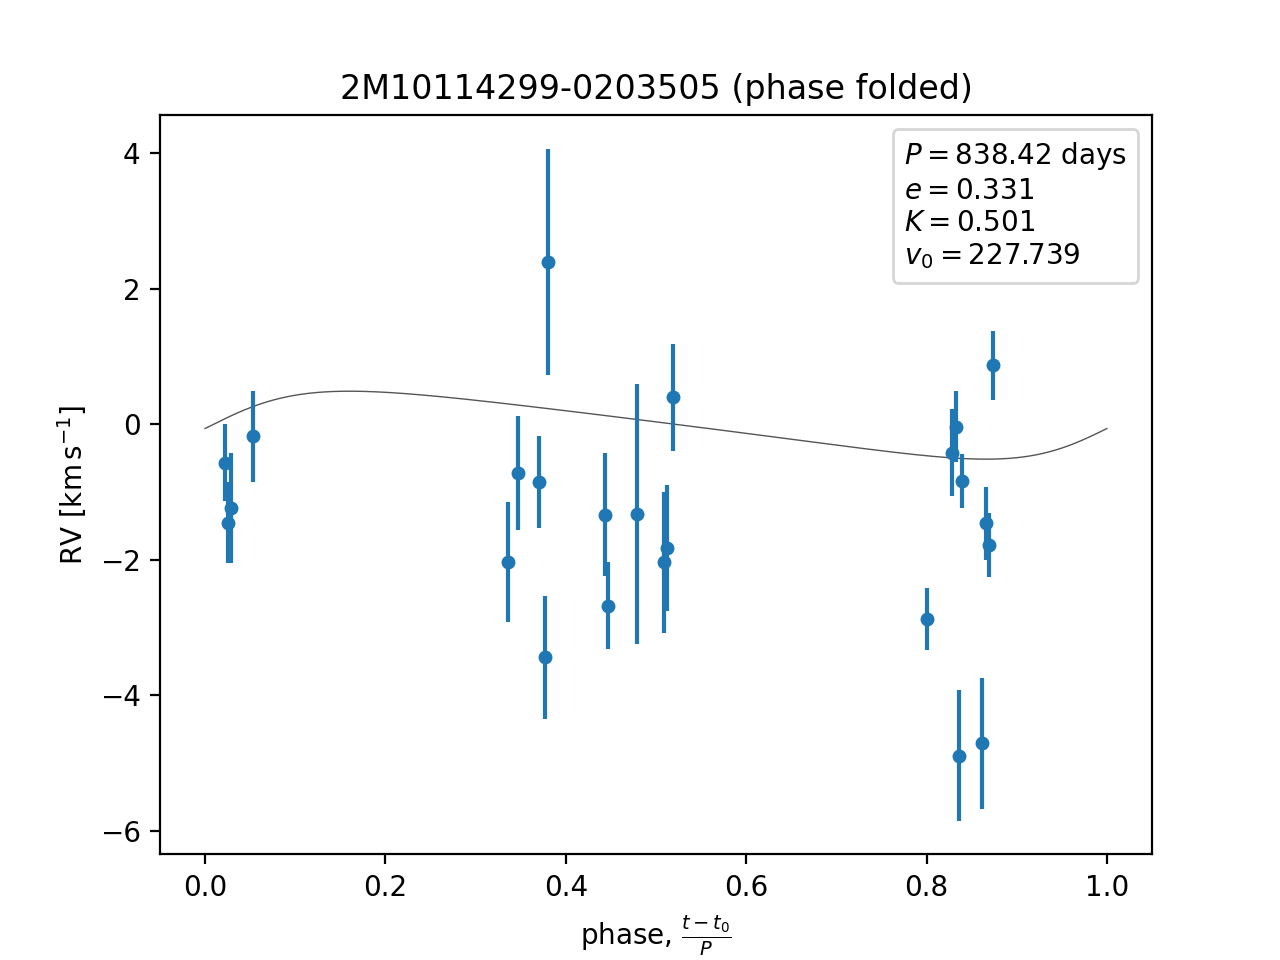 2M10114299-0203505 (phase folded)
P = 838.42 days
e = 0.331
K = 0.501
v₀ = 227.739
4
2
0
−2
−4
−6
RV [km s⁻¹]
0.0 0.2 0.4 0.6 0.8 1.0
phase, (t − t₀)/P